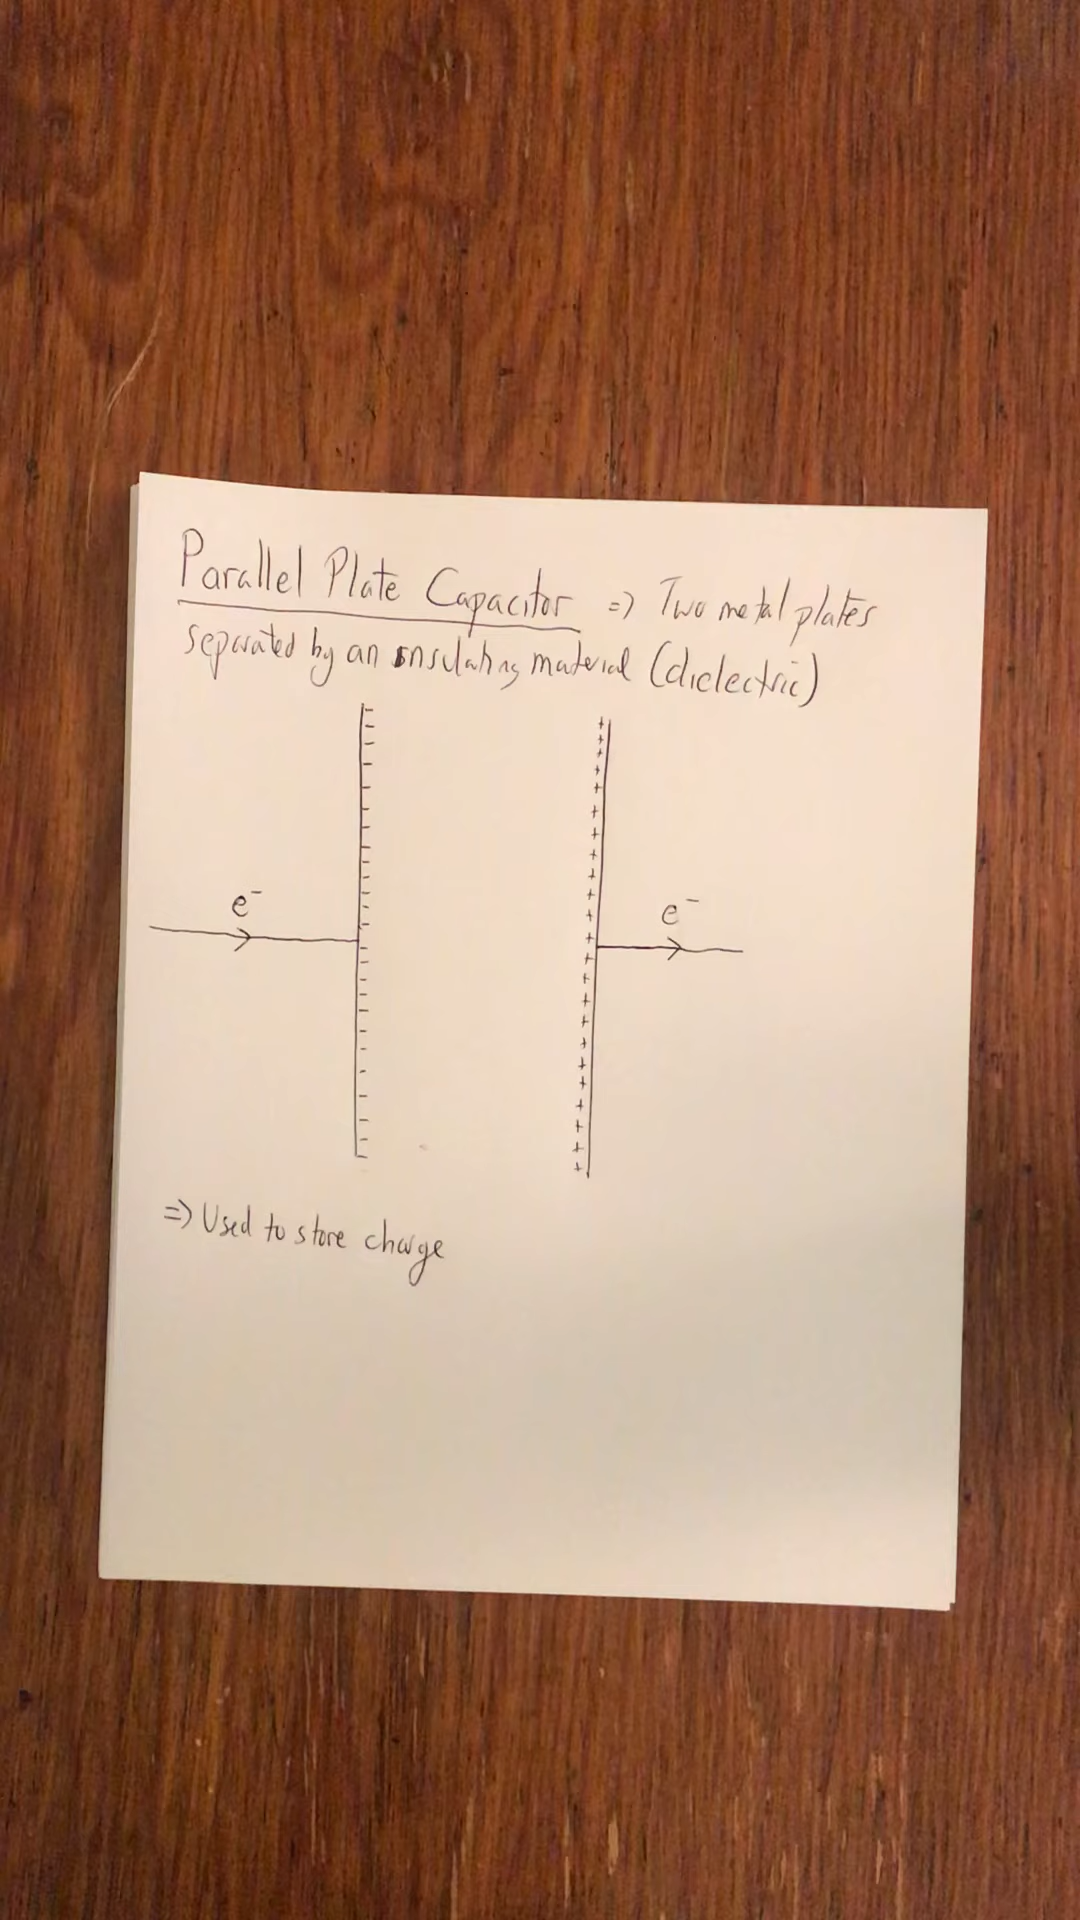 Parallel Plate Capacitor => Two metal plates
separated by an insulating material (dielectric)
e⁻ e⁻
=> Used to store charge